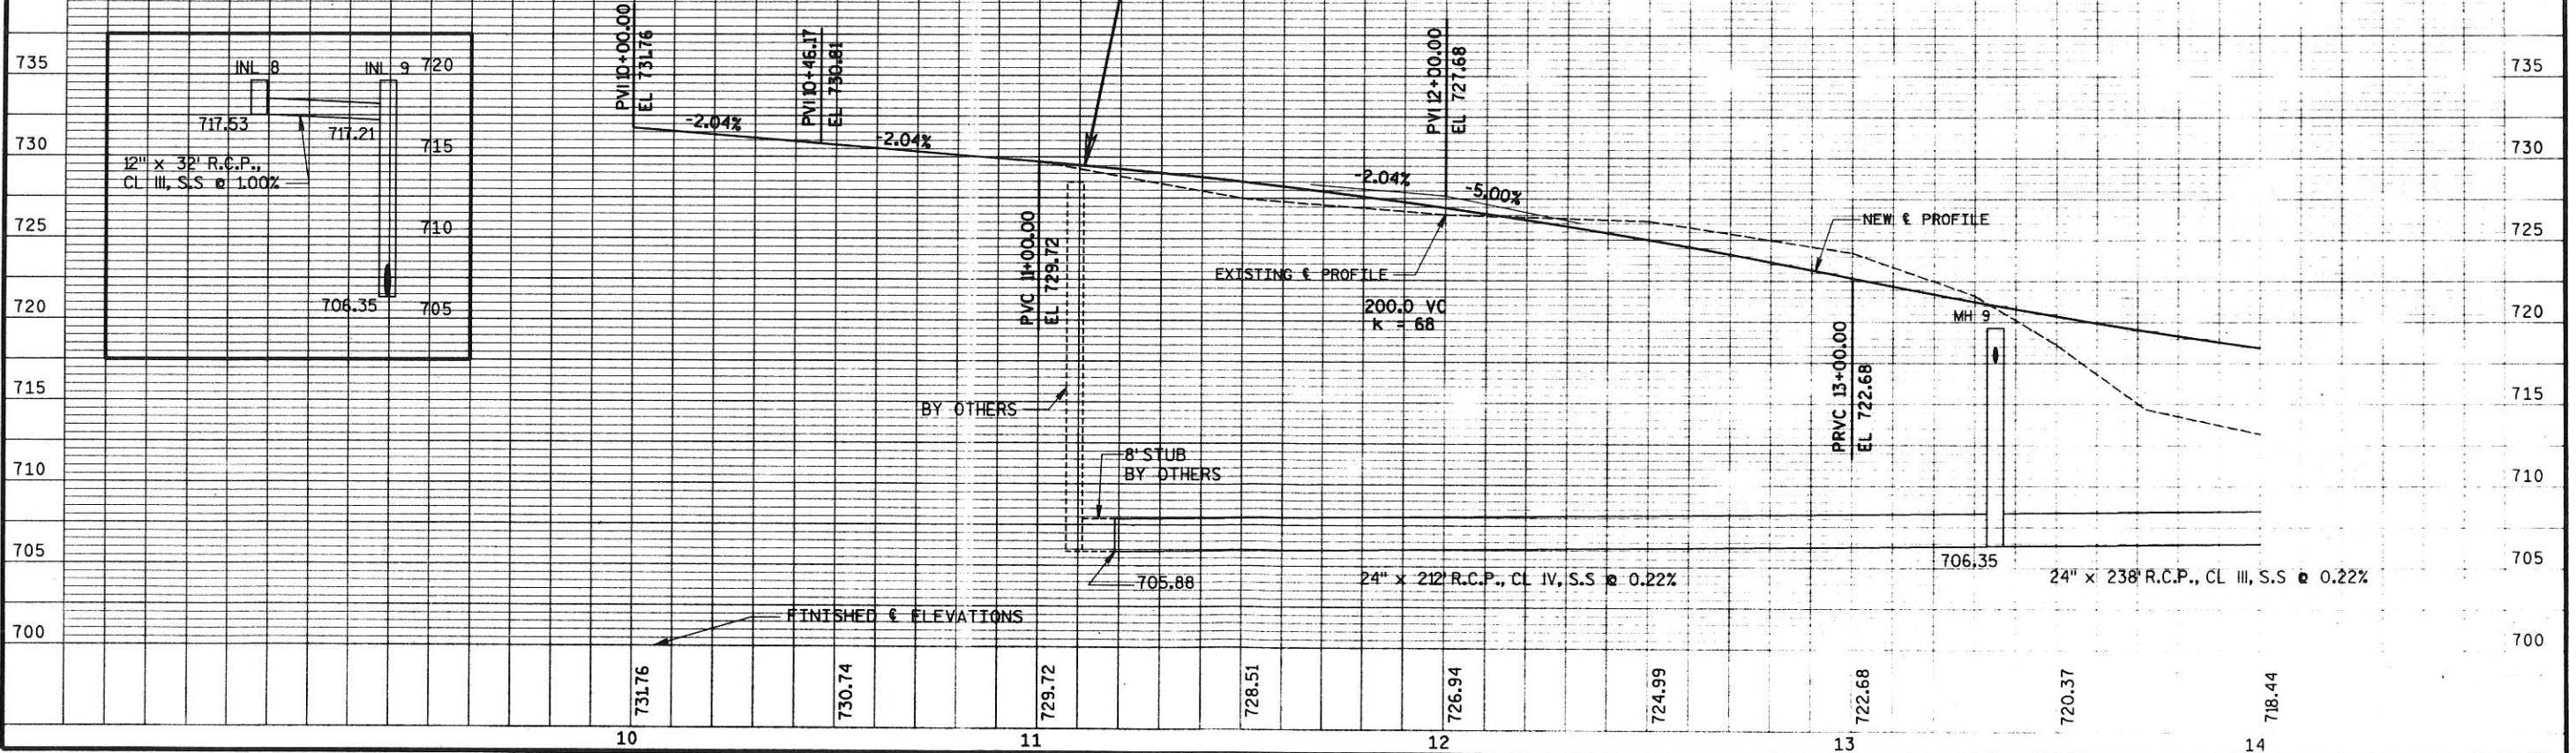 735
730
725
720
715
710
705
700
INL 8
INL 9
720
717.53
717.21
715
12" x 32' R.C.P.,
CL III, S.S @ 1.00%
710
706.35
705
PVI 10+00.00
EL 731.76
-2.04%
PVI 10+46.17
EL 730.81
-2.04%
PVC 11+00.00
EL 729.72
PVI 12+00.00
EL 727.68
-2.04%
-5.00%
NEW ℄ PROFILE
EXISTING ℄ PROFILE
200.0 VC
K = 68
MH 9
PRVC 13+00.00
EL 722.68
BY OTHERS
8' STUB
BY OTHERS
705.88
24" x 212' R.C.P., CL IV, S.S @ 0.22%
706.35
24" x 238' R.C.P., CL III, S.S @ 0.22%
FINISHED ℄ ELEVATIONS
735
730
725
720
715
710
705
700
731.76
730.74
729.72
728.51
726.94
724.99
722.68
720.37
718.44
10
11
12
13
14